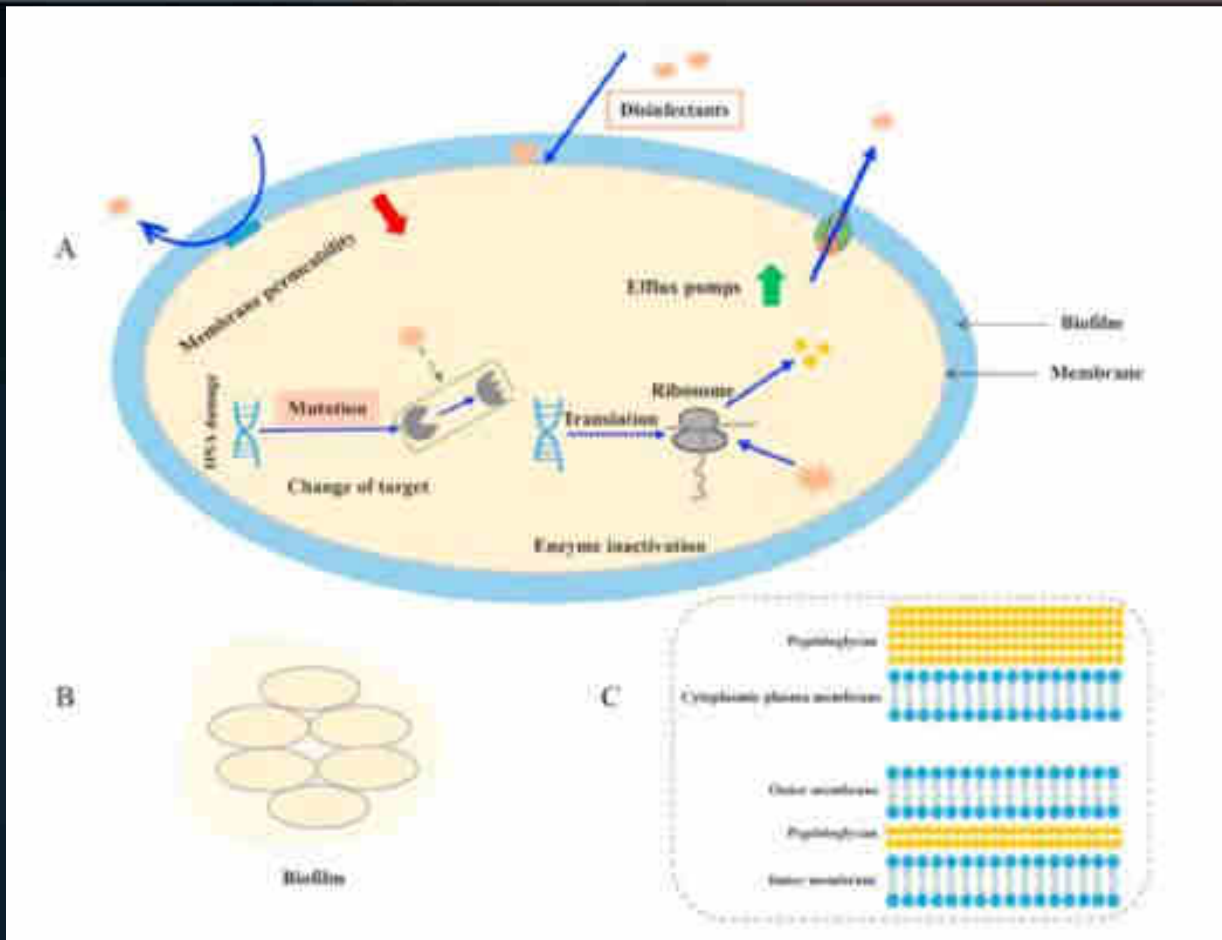 Disinfectants
A
Membrane permeability
Efflux pumps
Biofilm
Membrane
Ribosome
DNA damage
Mutation
Translation
Change of target
Enzyme inactivation
B
Biofilm
C
Peptidoglycan
Cytoplasmic plasma membrane
Outer membrane
Peptidoglycan
Inner membrane